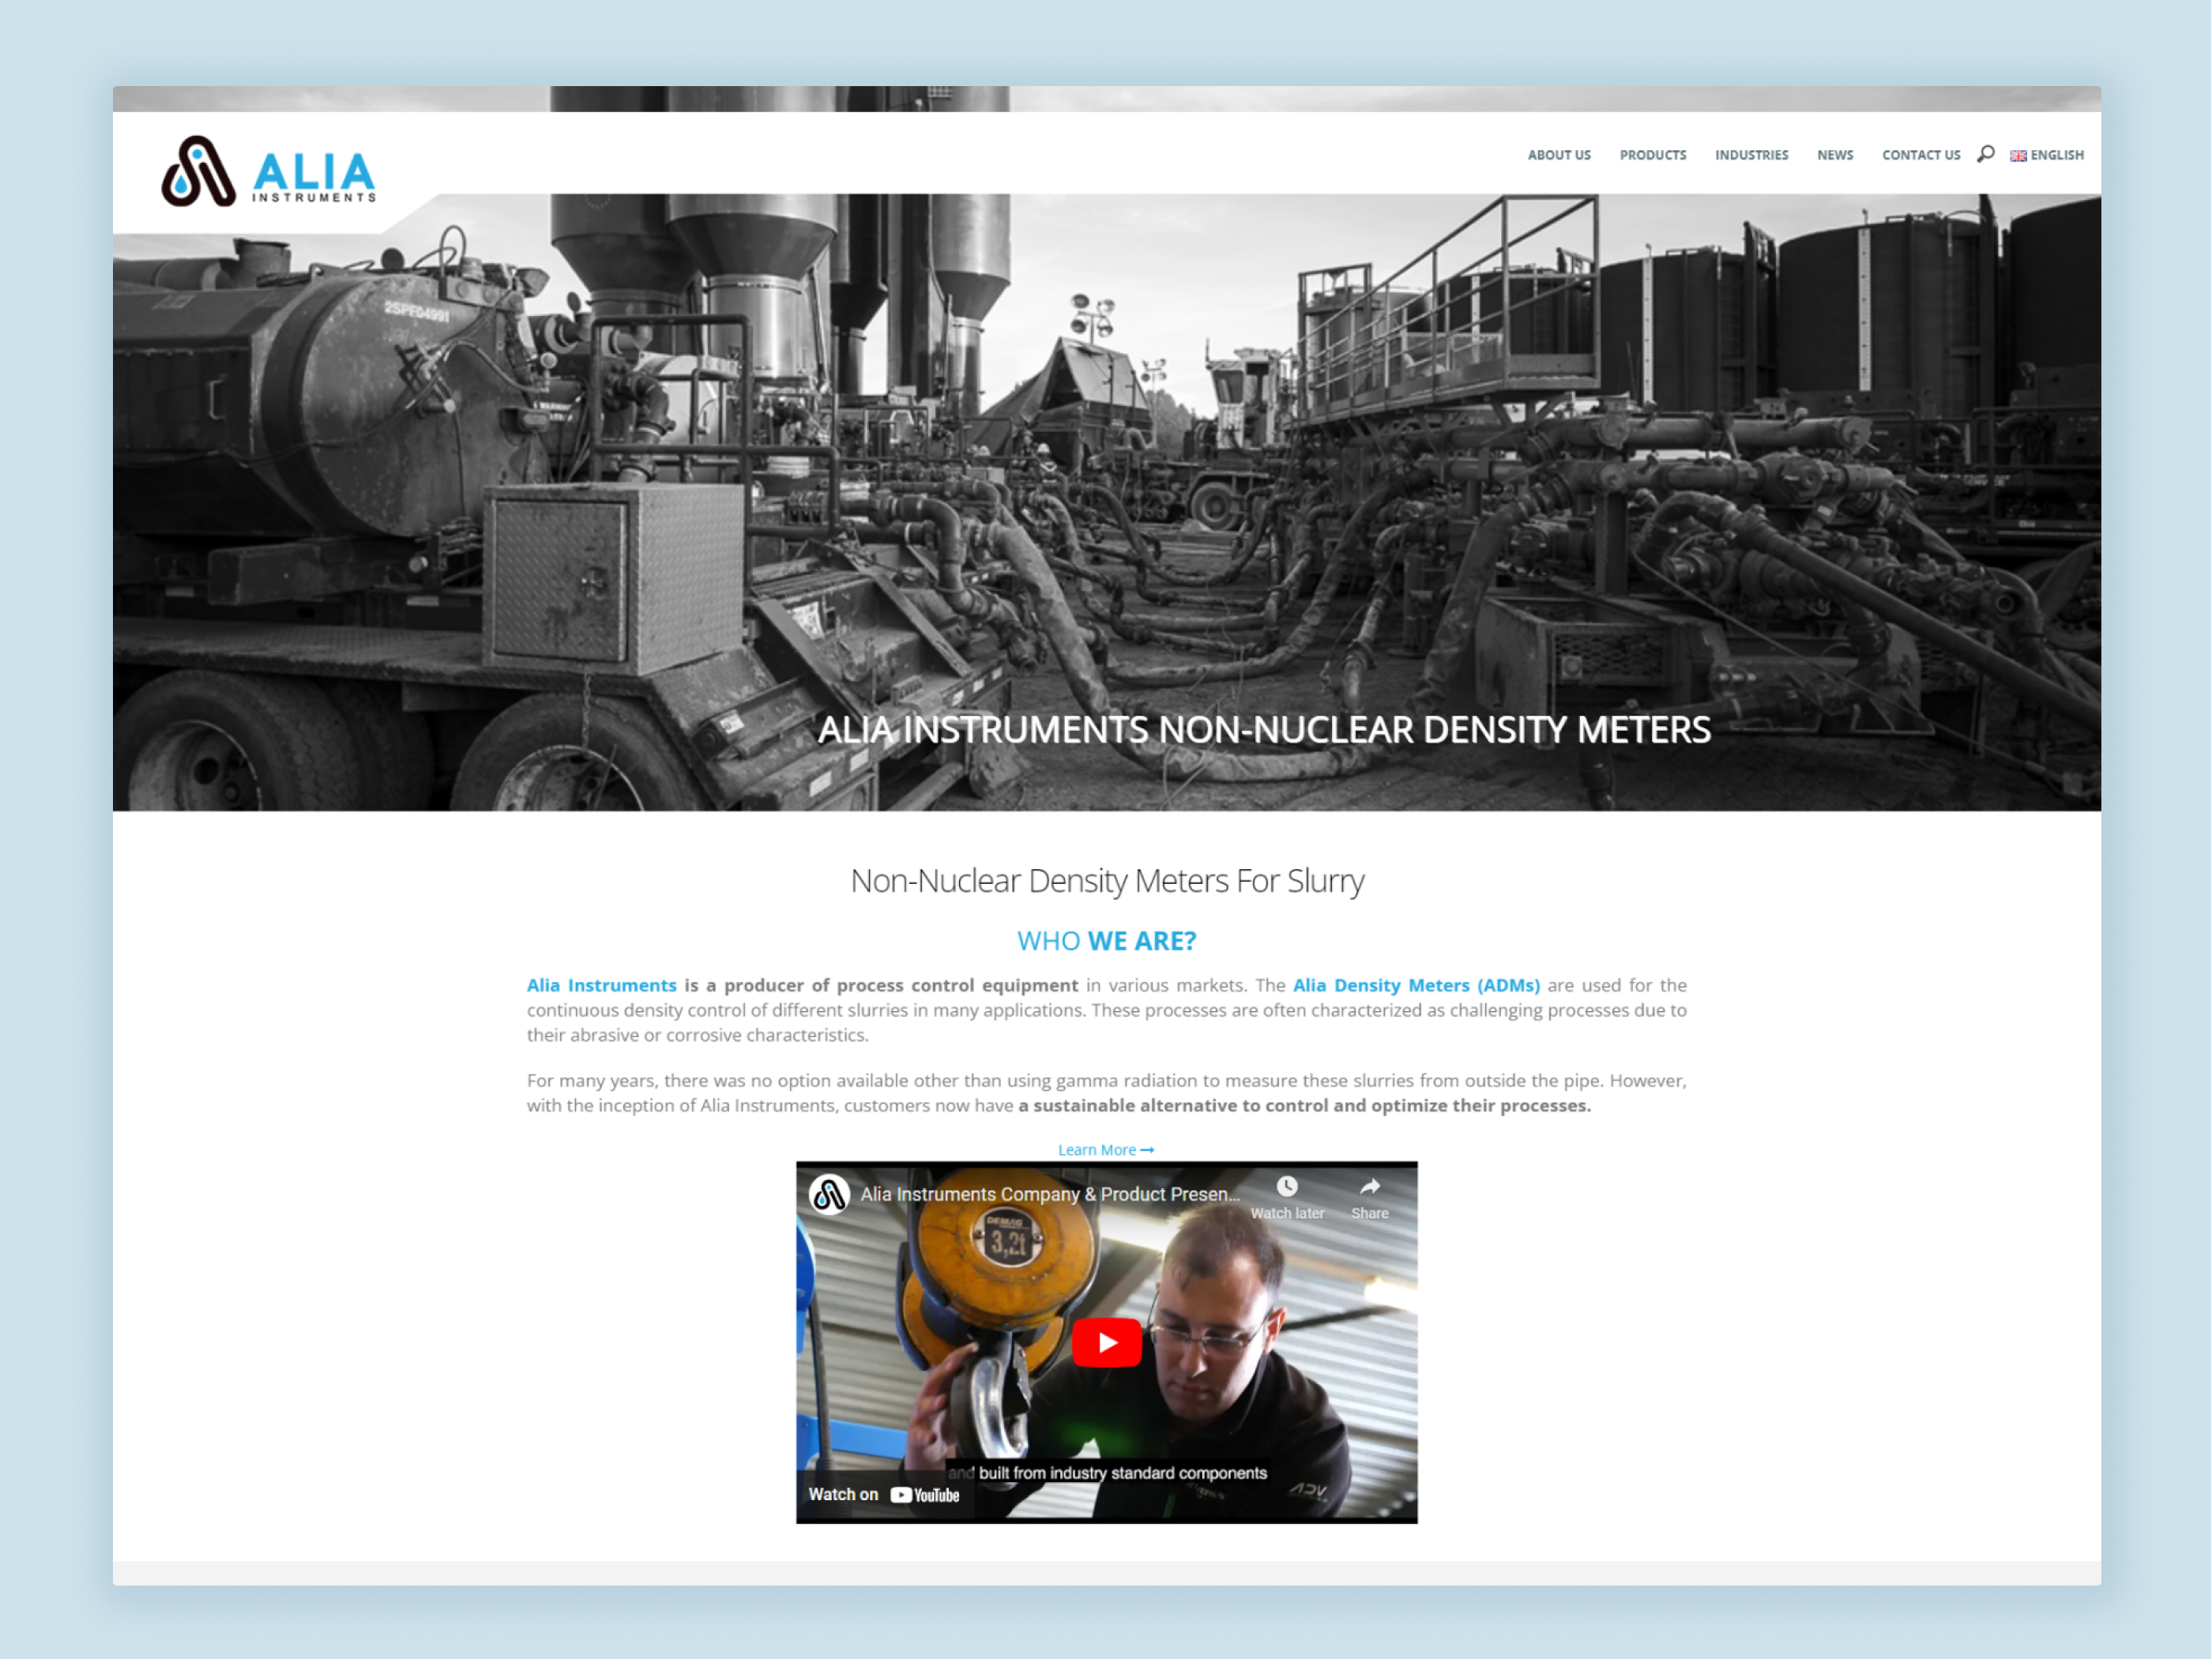 ALIA
INSTRUMENTS
ABOUT US PRODUCTS INDUSTRIES NEWS CONTACT US ENGLISH
2SPF04991
ALIA INSTRUMENTS NON-NUCLEAR DENSITY METERS
Non-Nuclear Density Meters For Slurry
WHO WE ARE?
Alia Instruments is a producer of process control equipment in various markets. The Alia Density Meters (ADMs) are used for the
continuous density control of different slurries in many applications. These processes are often characterized as challenging processes due to
their abrasive or corrosive characteristics.
For many years, there was no option available other than using gamma radiation to measure these slurries from outside the pipe. However,
with the inception of Alia Instruments, customers now have a sustainable alternative to control and optimize their processes.
Learn More
Alia Instruments Company & Product Presen...
Watch later Share
DEMAG
3,2t
and built from industry standard components
Watch on YouTube